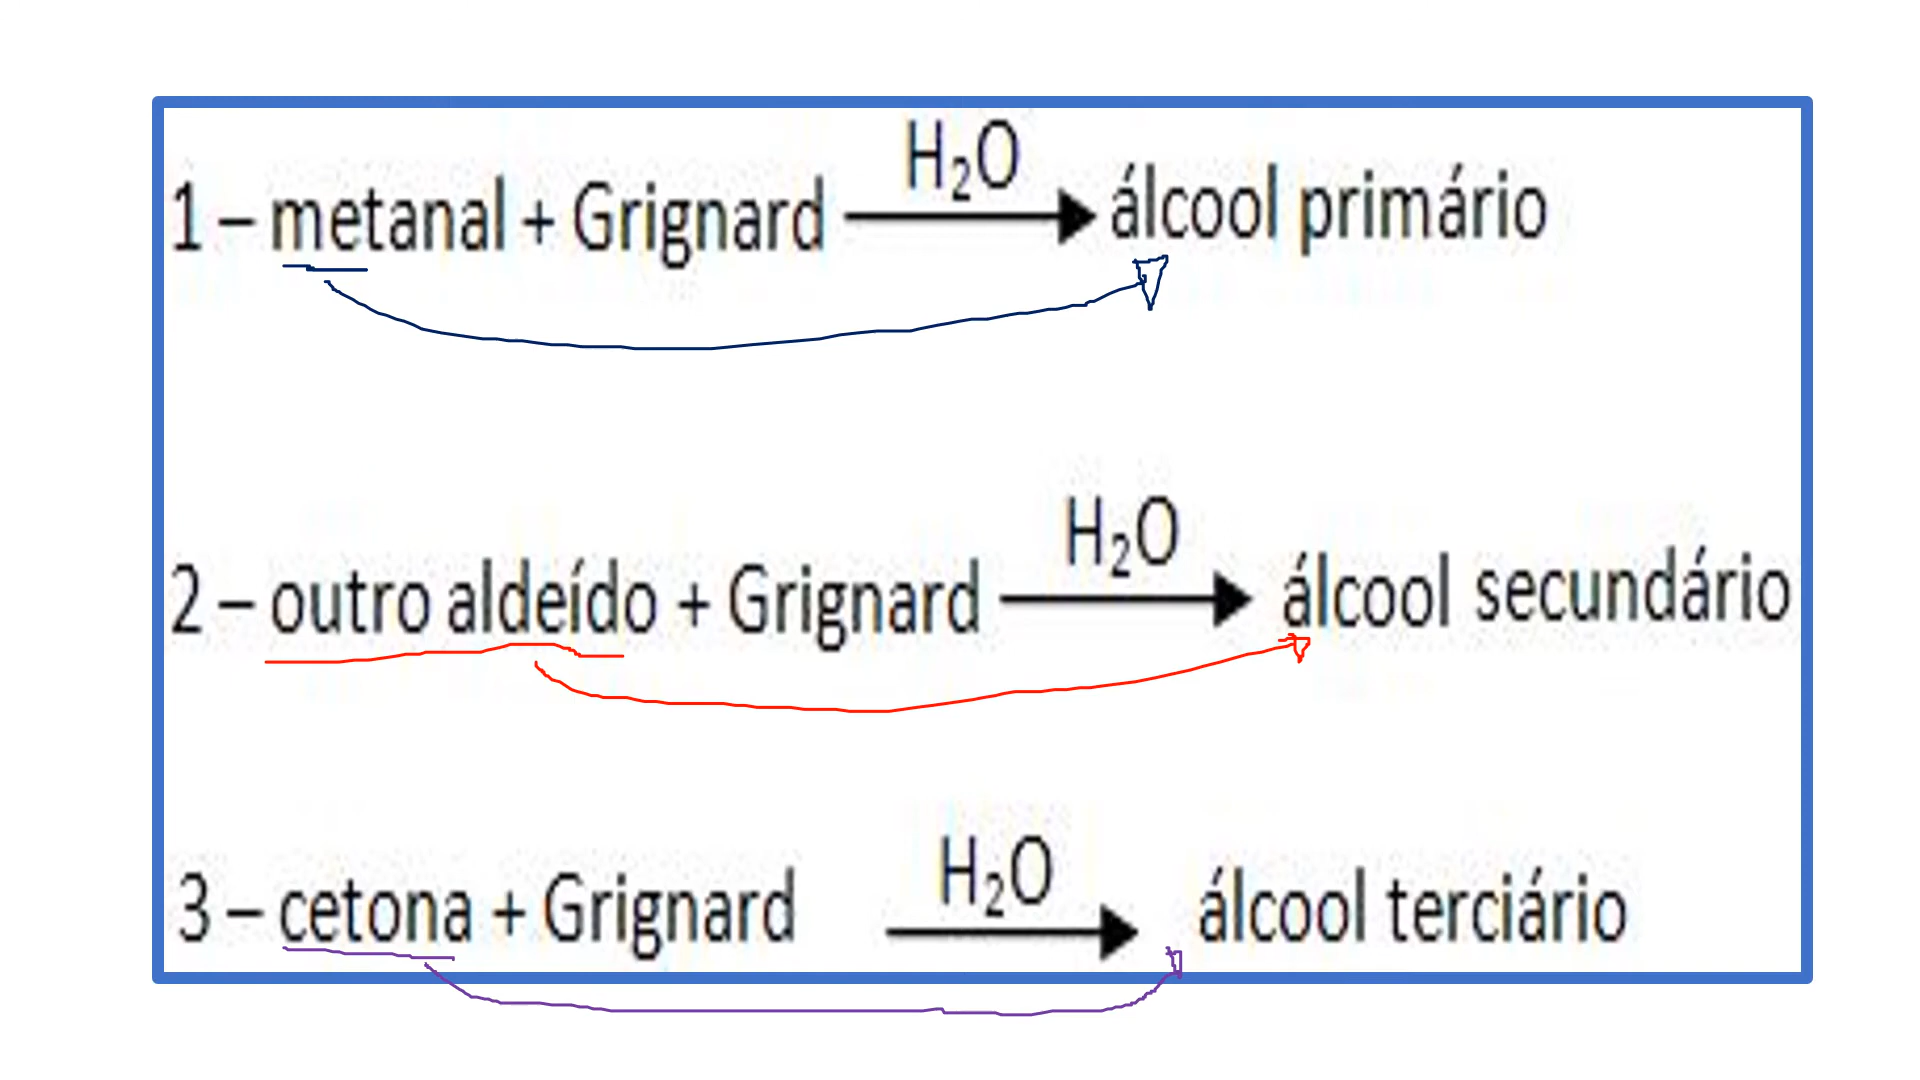 H₂O
1 – metanal + Grignard álcool primário
H₂O
2 – outro aldeído + Grignard álcool secundário
H₂O
3 – cetona + Grignard álcool terciário